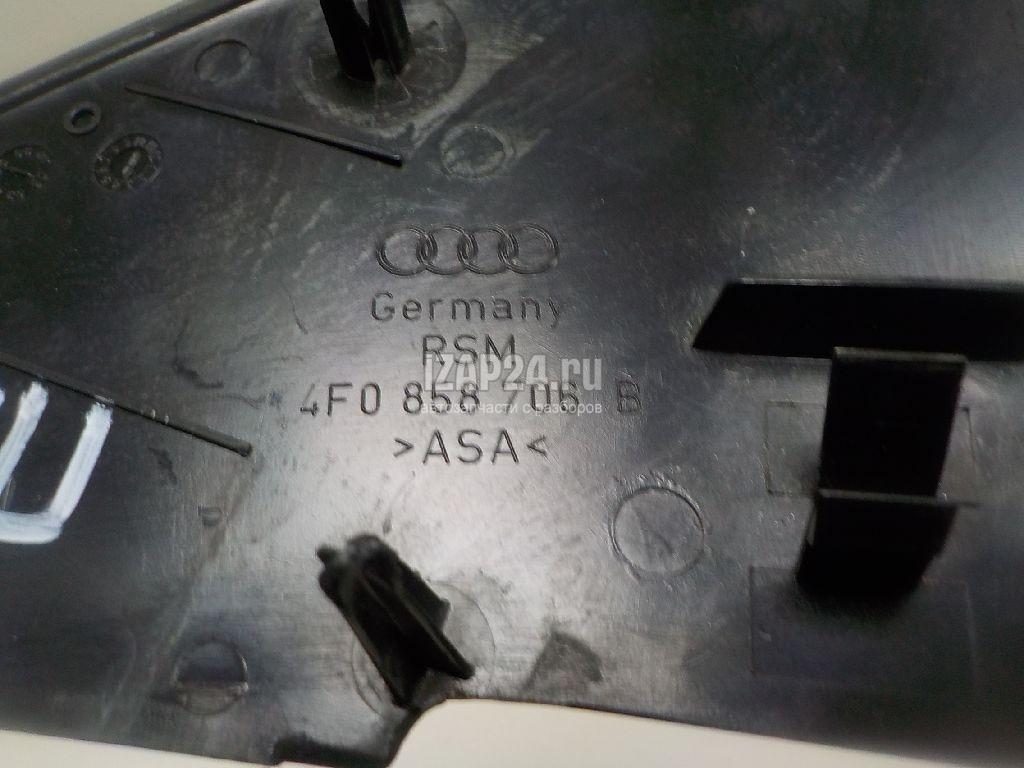 Germany
RSM
IZAP24.ru
4F0 858 706 B
автозапчасти с разборов
>ASA<